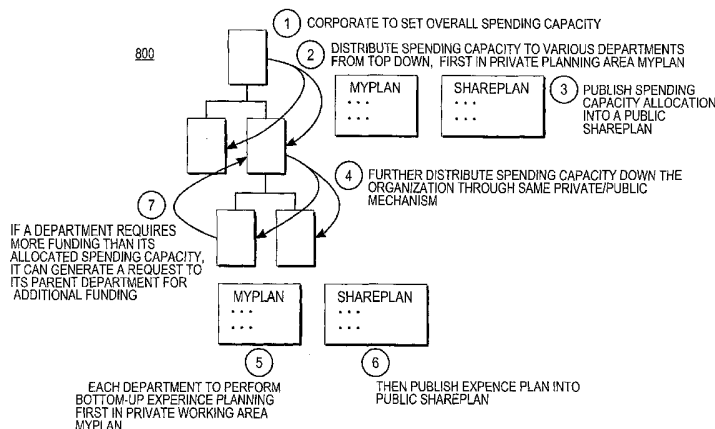 1 CORPORATE TO SET OVERALL SPENDING CAPACITY
800
2 DISTRIBUTE SPENDING CAPACITY TO VARIOUS DEPARTMENTS
FROM TOP DOWN, FIRST IN PRIVATE PLANNING AREA MYPLAN
MYPLAN
• • •
• • •
SHAREPLAN
• • •
• • •
3 PUBLISH SPENDING
CAPACITY ALLOCATION
INTO A PUBLIC
SHAREPLAN
4 FURTHER DISTRIBUTE SPENDING CAPACITY DOWN THE
ORGANIZATION THROUGH SAME PRIVATE/PUBLIC
MECHANISM
7
IF A DEPARTMENT REQUIRES
MORE FUNDING THAN ITS
ALLOCATED SPENDING CAPACITY,
IT CAN GENERATE A REQUEST TO
ITS PARENT DEPARTMENT FOR
ADDITIONAL FUNDING
MYPLAN
• • •
• • •
SHAREPLAN
• • •
• • •
5
EACH DEPARTMENT TO PERFORM
BOTTOM-UP EXPERINCE PLANNING
FIRST IN PRIVATE WORKING AREA
MYPLAN
6
THEN PUBLISH EXPENCE PLAN INTO
PUBLIC SHAREPLAN